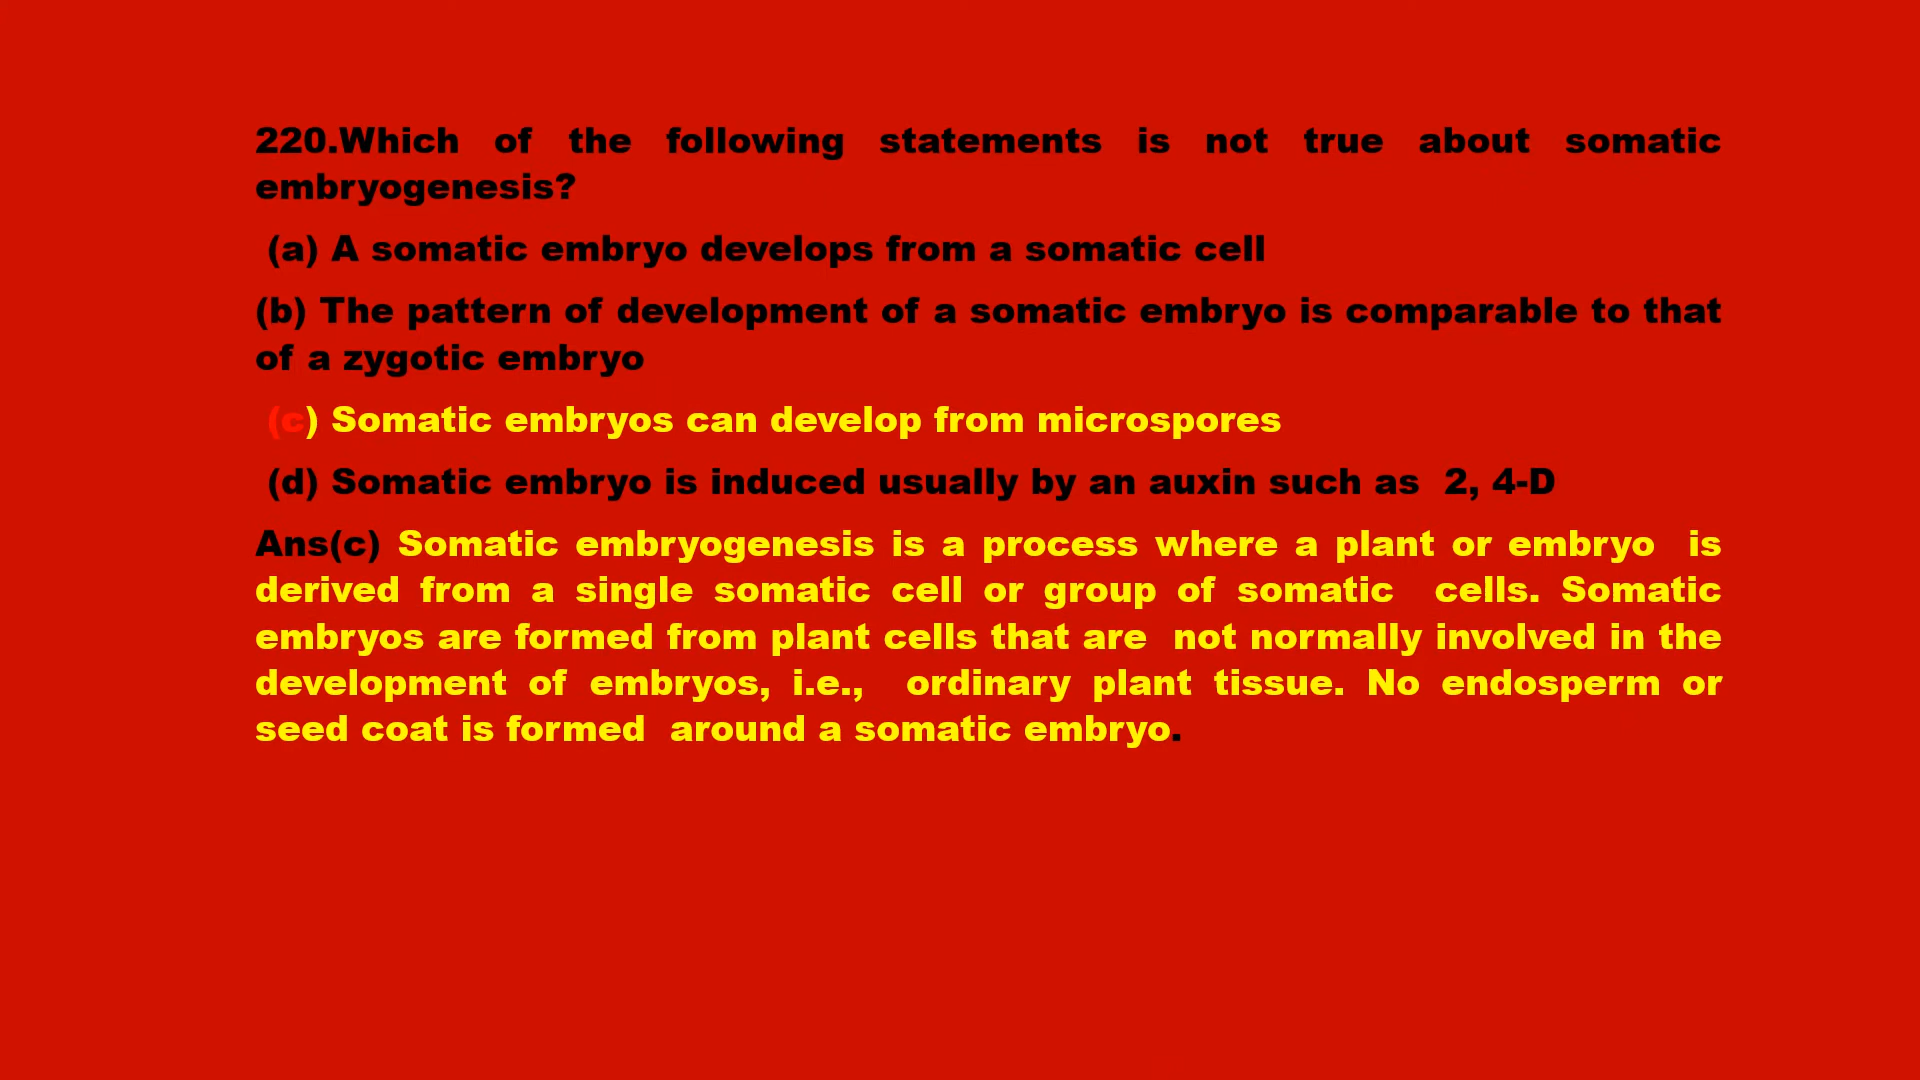 220.Which of the following statements is not true about somatic
embryogenesis?
(a) A somatic embryo develops from a somatic cell
(b) The pattern of development of a somatic embryo is comparable to that
of a zygotic embryo
(c) Somatic embryos can develop from microspores
(d) Somatic embryo is induced usually by an auxin such as 2, 4-D
Ans(c) Somatic embryogenesis is a process where a plant or embryo is
derived from a single somatic cell or group of somatic cells. Somatic
embryos are formed from plant cells that are not normally involved in the
development of embryos, i.e., ordinary plant tissue. No endosperm or
seed coat is formed around a somatic embryo.